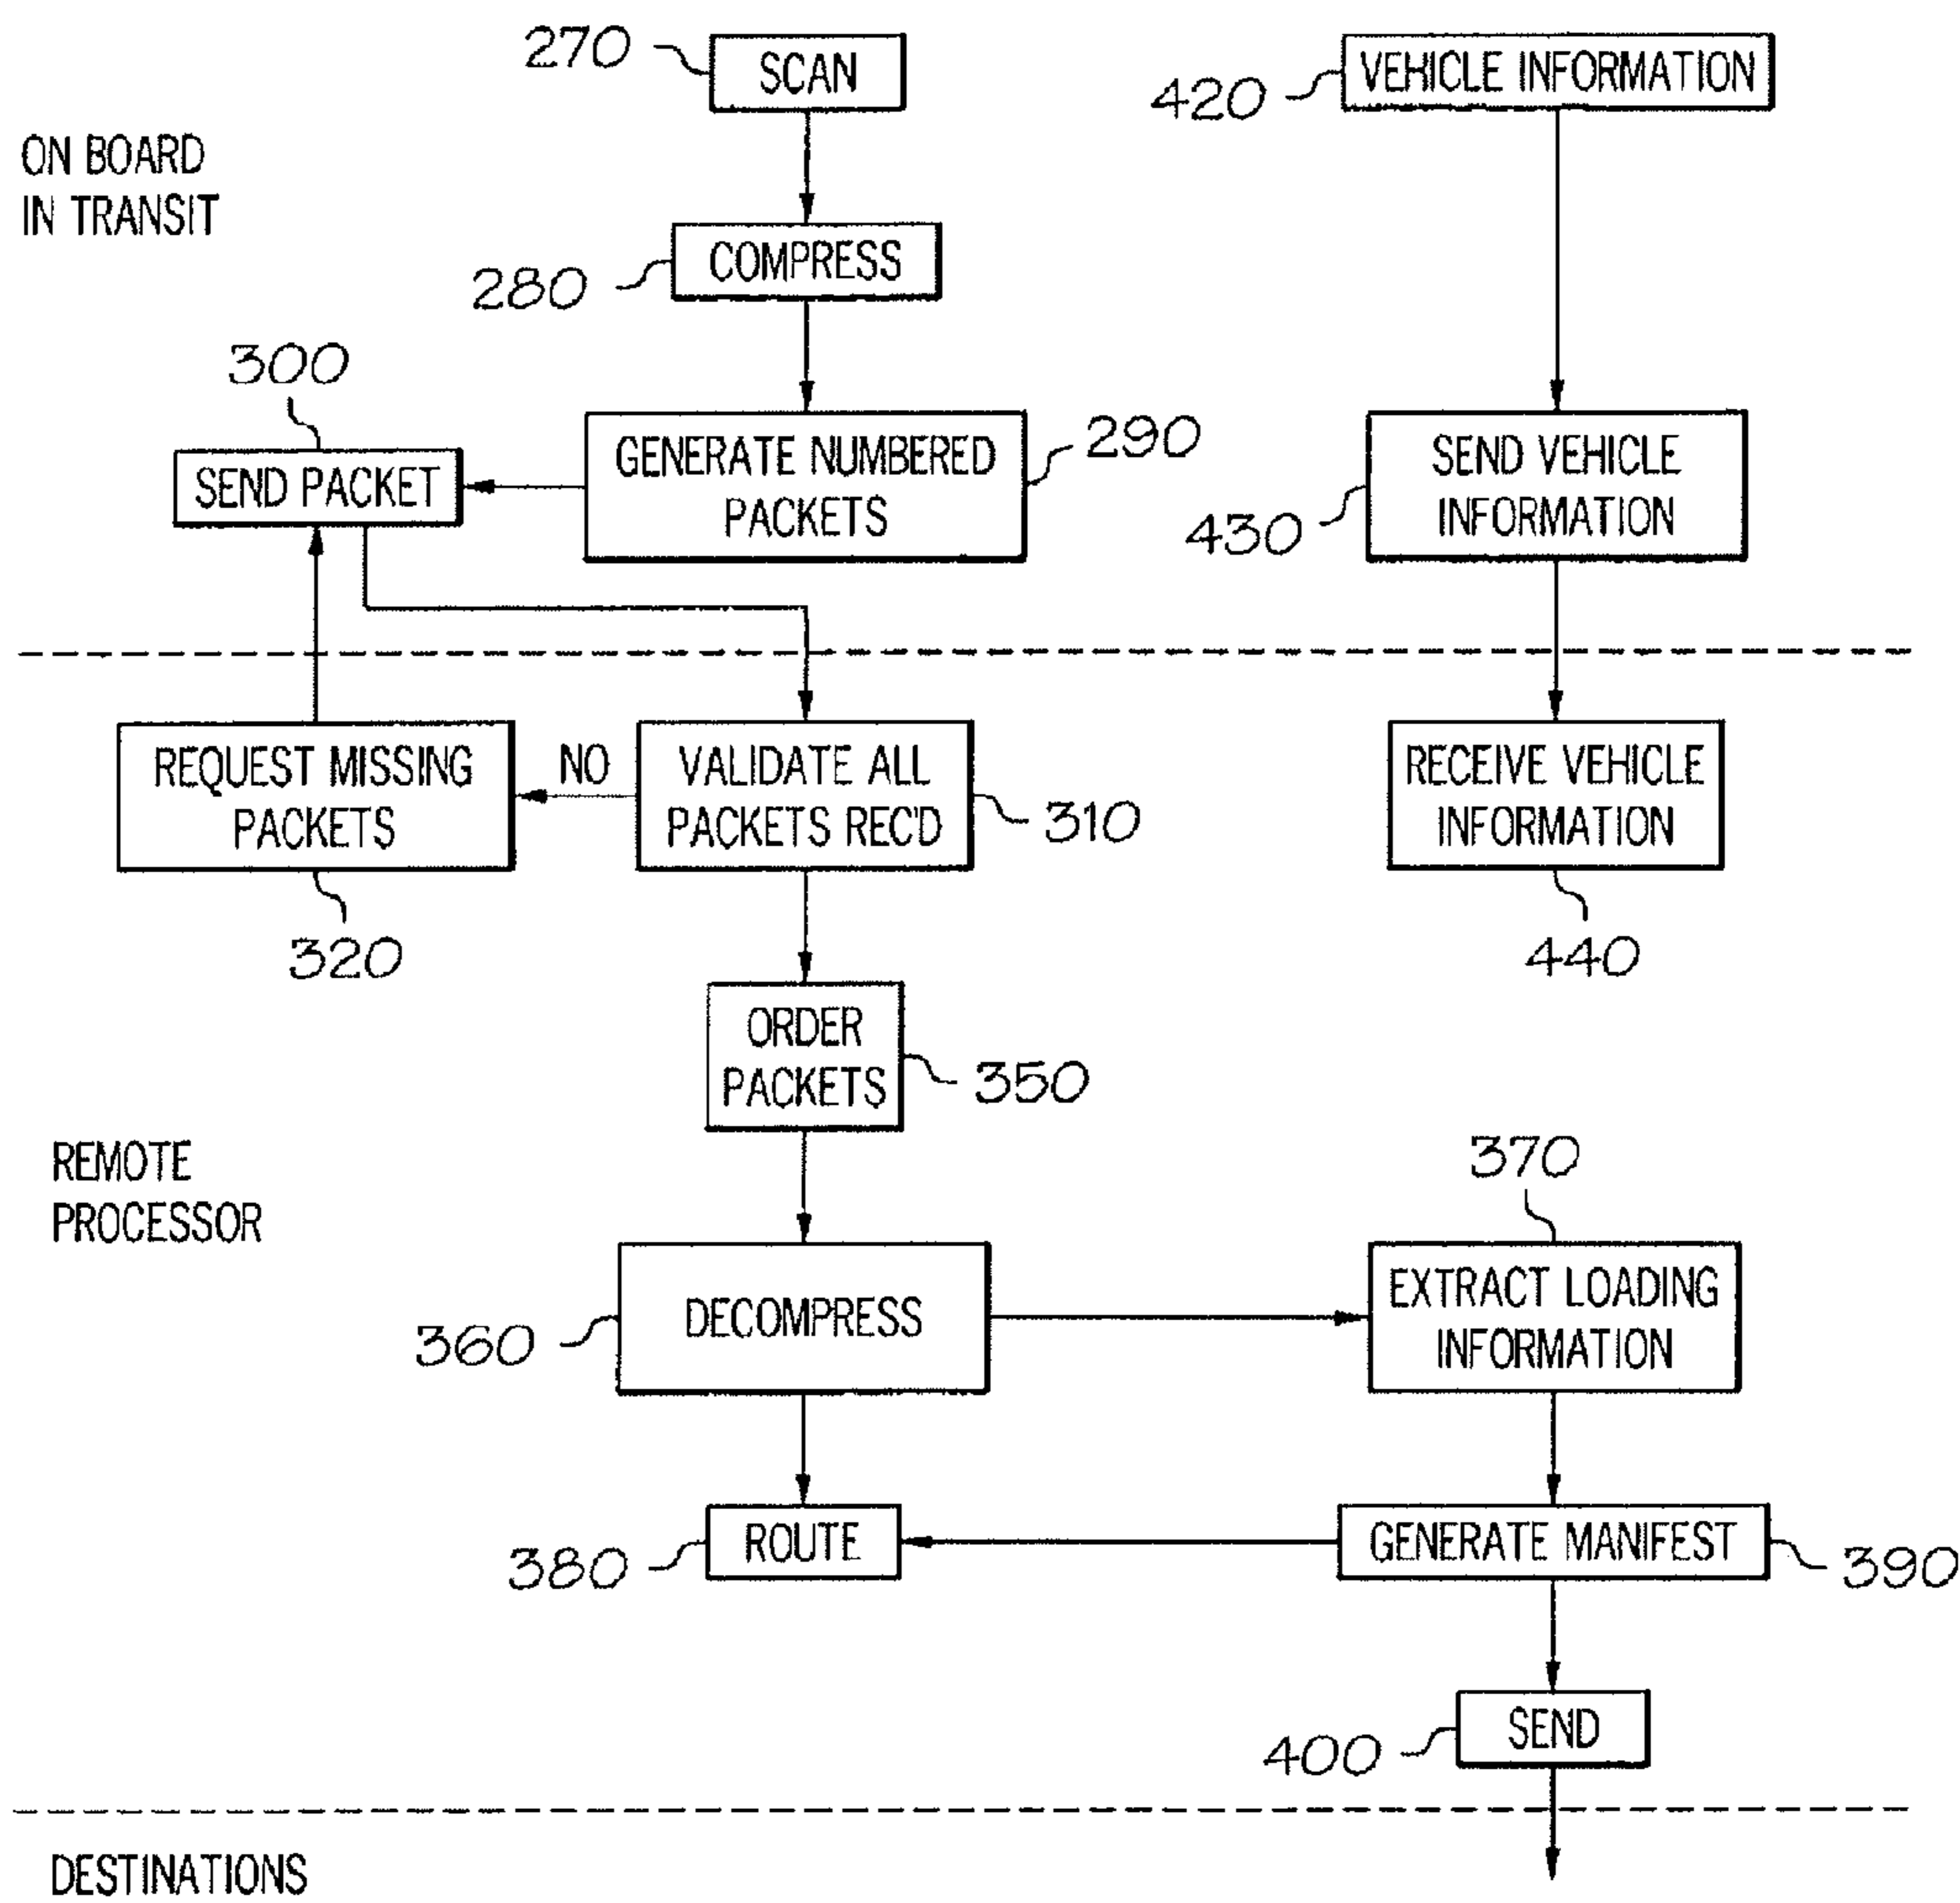 270
SCAN
420
VEHICLE INFORMATION
ON BOARD
IN TRANSIT
280
COMPRESS
300
SEND PACKET
GENERATE NUMBERED
PACKETS
290
430
SEND VEHICLE
INFORMATION
REQUEST MISSING
PACKETS
320
NO
VALIDATE ALL
PACKETS REC'D
310
RECEIVE VEHICLE
INFORMATION
440
ORDER
PACKETS
350
REMOTE
PROCESSOR
360
DECOMPRESS
370
EXTRACT LOADING
INFORMATION
380
ROUTE
GENERATE MANIFEST
390
400
SEND
DESTINATIONS